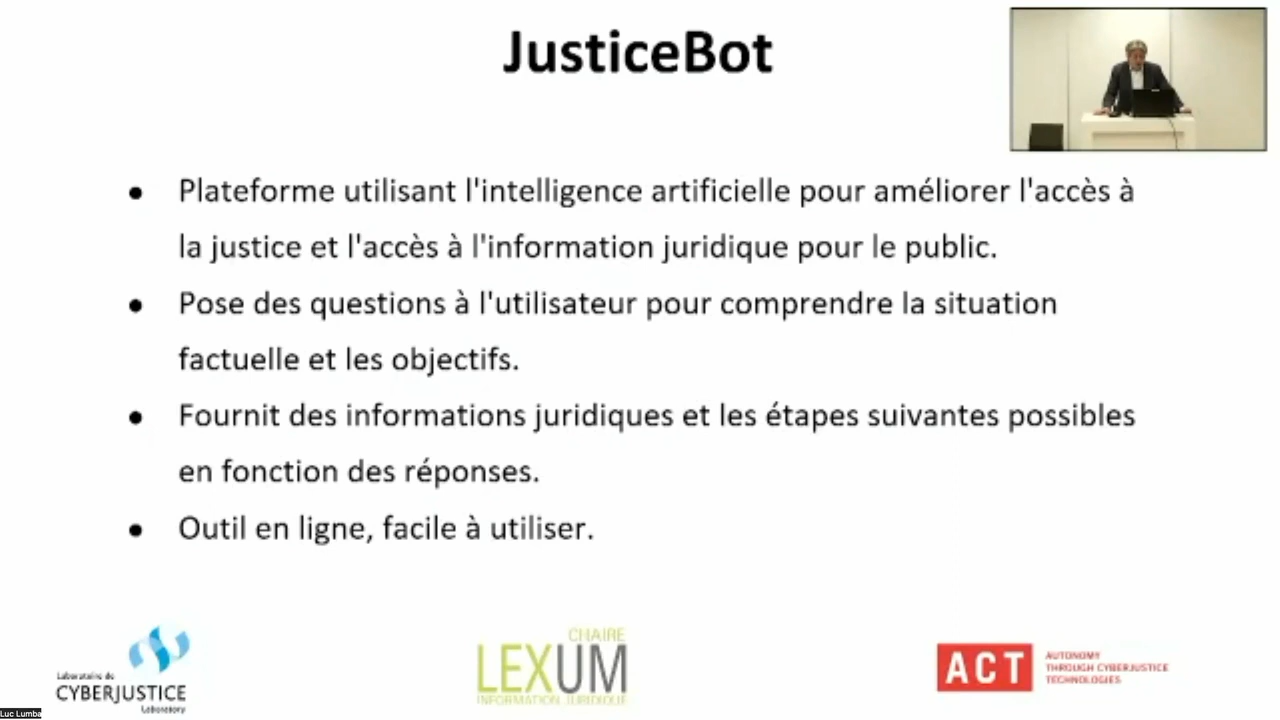 JusticeBot
● Plateforme utilisant l'intelligence artificielle pour améliorer l'accès à
la justice et l'accès à l'information juridique pour le public.
● Pose des questions à l'utilisateur pour comprendre la situation
factuelle et les objectifs.
● Fournit des informations juridiques et les étapes suivantes possibles
en fonction des réponses.
● Outil en ligne, facile à utiliser.
Laboratoire de
CYBERJUSTICE
Laboratory
CHAIRE
LEXUM
INFORMATION JURIDIQUE
ACT
AUTONOMY
THROUGH CYBERJUSTICE
TECHNOLOGIES
Luc Lumba